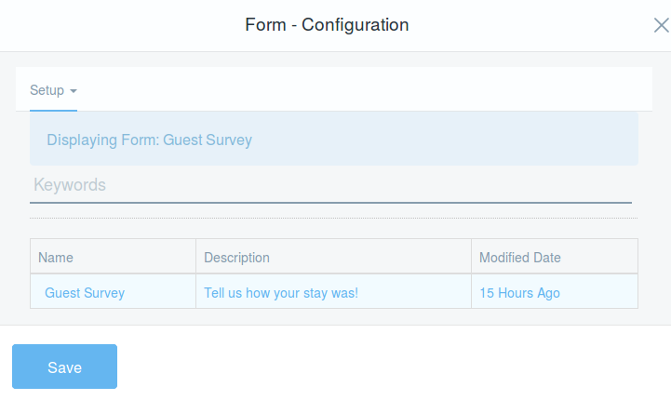 Form - Configuration
Setup
Displaying Form: Guest Survey
Keywords
Name Description Modified Date
Guest Survey Tell us how your stay was! 15 Hours Ago
Save